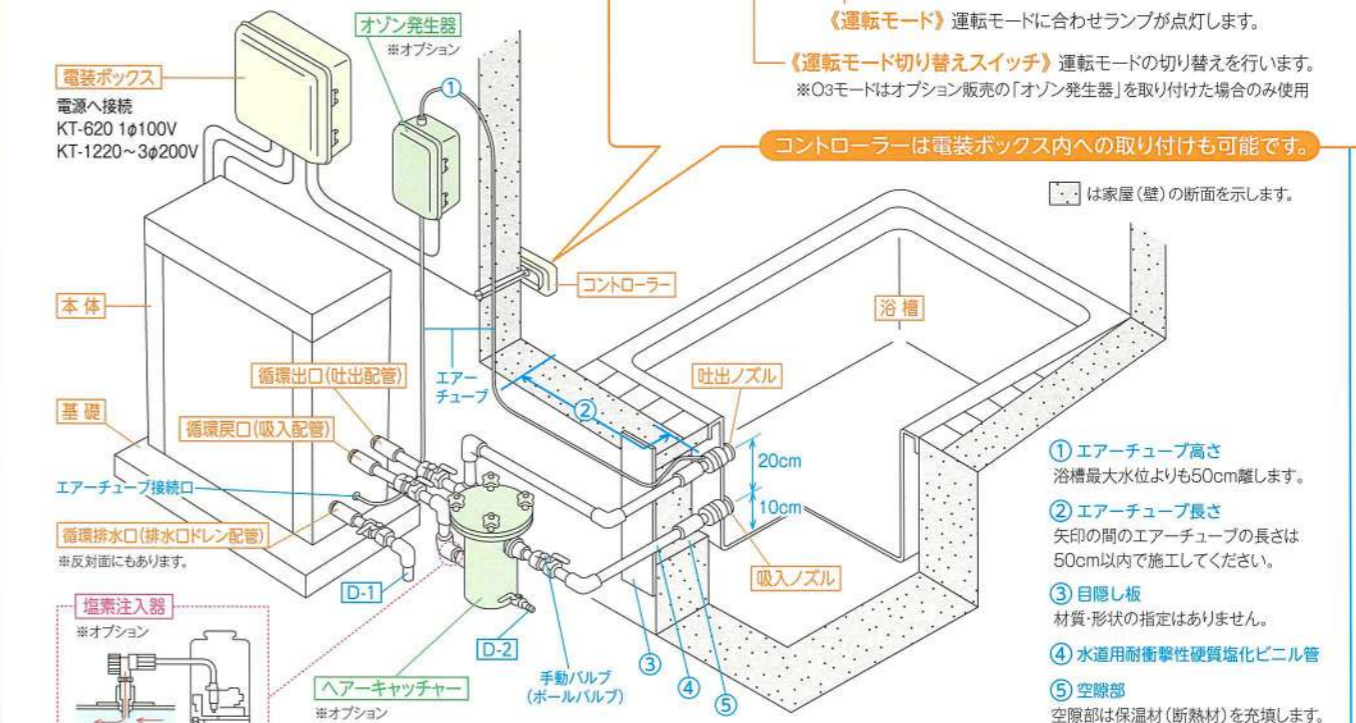 《運転モード》 運転モードに合わせランプが点灯します。
《運転モード切り替えスイッチ》 運転モードの切り替えを行います。
※O3モードはオプション販売の「オゾン発生器」を取り付けた場合のみ使用
コントローラーは電装ボックス内への取り付けも可能です。
は家屋(壁)の断面を示します。
オゾン発生器
※オプション
電装ボックス
電源へ接続
KT-620 1φ100V
KT-1220～3φ200V
①
コントローラー
本体
浴槽
循環出口(吐出配管)
エアー
チューブ
②
吐出ノズル
基礎
循環戻口(吸入配管)
20cm
エアーチューブ接続口
10cm
循環排水口(排水口ドレン配管)
※反対面にもあります。
吸入ノズル
D-1
D-2
塩素注入器
※オプション
ヘアーキャッチャー
※オプション
手動バルブ
(ボールバルブ)
③
④
⑤
① エアーチューブ高さ
浴槽最大水位よりも50cm離します。
② エアーチューブ長さ
矢印の間のエアーチューブの長さは
50cm以内で施工してください。
③ 目隠し板
材質・形状の指定はありません。
④ 水道用耐衝撃性硬質塩化ビニル管
⑤ 空隙部
空隙部は保温材(断熱材)を充填します。